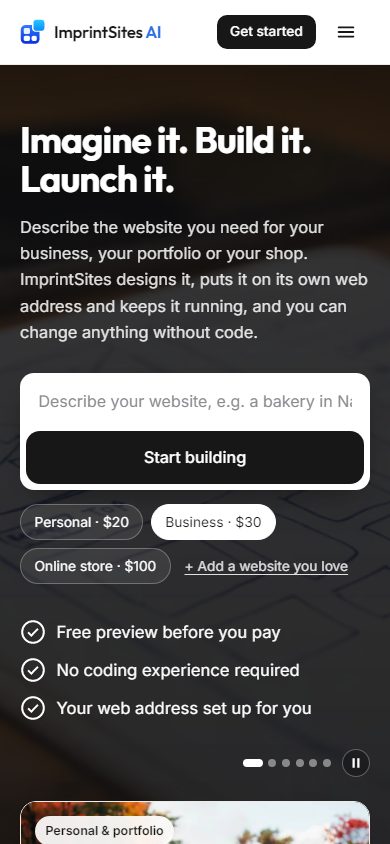 ImprintSites AI
Get started
Imagine it. Build it.
Launch it.
Describe the website you need for your
business, your portfolio or your shop.
ImprintSites designs it, puts it on its own web
address and keeps it running, and you can
change anything without code.
Describe your website, e.g. a bakery in
Start building
Personal · $20
Business · $30
Online store · $100
+ Add a website you love
Free preview before you pay
No coding experience required
Your web address set up for you
Personal & portfolio